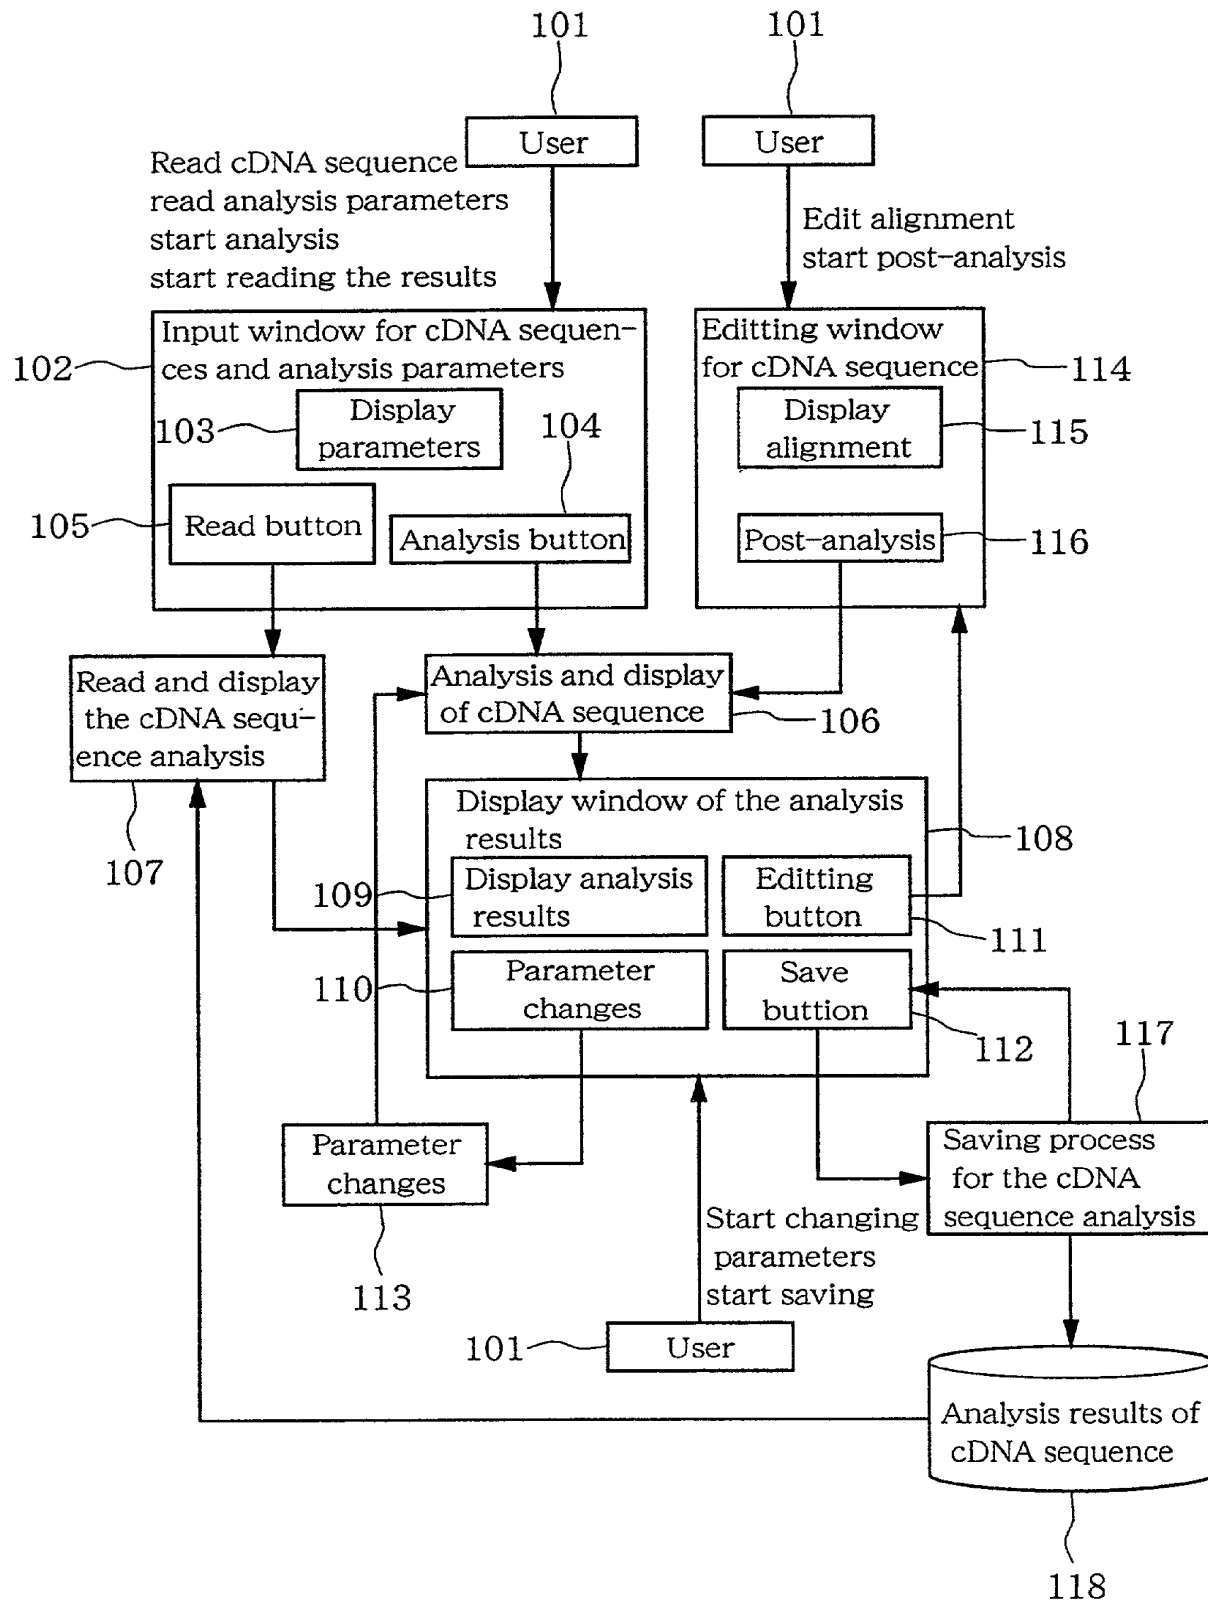 101
101
User
User
Read cDNA sequence
read analysis parameters
start analysis
start reading the results
Edit alignment
start post-analysis
Input window for cDNA sequen-
ces and analysis parameters
102
Display
parameters
103
104
105
Read button
Analysis button
Editting window
for cDNA sequence
114
Display
alignment
115
Post-analysis
116
Read and display
the cDNA sequ-
ence analysis
107
Analysis and display
of cDNA sequence
106
Display window of the analysis
results
108
109
Display analysis
results
Editting
button
111
110
Parameter
changes
Save
buttion
112
117
Parameter
changes
113
Saving process
for the cDNA
sequence analysis
Start changing
parameters
start saving
101
User
Analysis results of
cDNA sequence
118